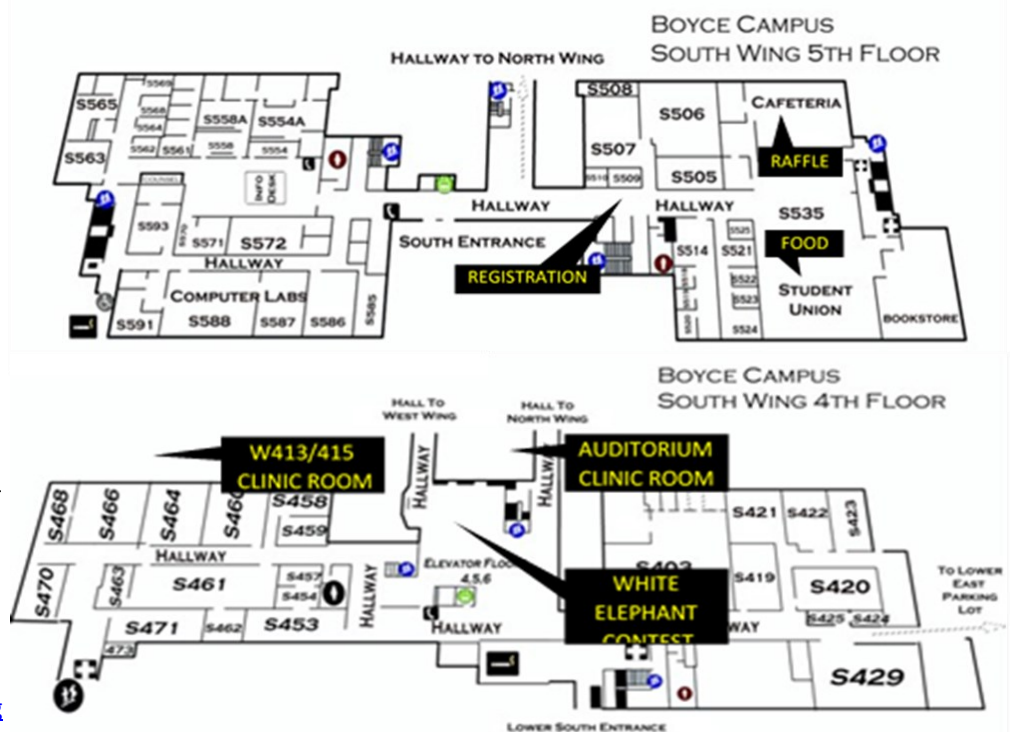 BOYCE CAMPUS
SOUTH WING 5TH FLOOR
HALLWAY TO NORTH WING
S565
S569
S568
S564
S562
S561
S558A
S558
S554A
S554
S563
COUNSEL
INFO DESK
S593
S570
S571
S572
HALLWAY
COMPUTER LABS
S591
S588
S587
S586
S585
HALLWAY
SOUTH ENTRANCE
REGISTRATION
S508
S507
S510
S509
S506
S505
HALLWAY
CAFETERIA
RAFFLE
S535
FOOD
STUDENT
UNION
BOOKSTORE
S514
S521
S525
S522
S523
S524
S520
BOYCE CAMPUS
SOUTH WING 4TH FLOOR
HALL TO
WEST WING
HALL TO
NORTH WING
HALLWAY
HALLWAY
W413/415
CLINIC ROOM
AUDITORIUM
CLINIC ROOM
S468
S466
S464
S458
S459
HALLWAY
S470
S463
S461
S457
S454
S471
S462
S453
473
HALLWAY
ELEVATOR
4,5,6
HALLWAY
WHITE
ELEPHANT
CONTEST
S403
S421
S422
S423
S419
S420
S425
S424
S429
TO LOWER
EAST
PARKING
LOT
LOWER SOUTH ENTRANCE